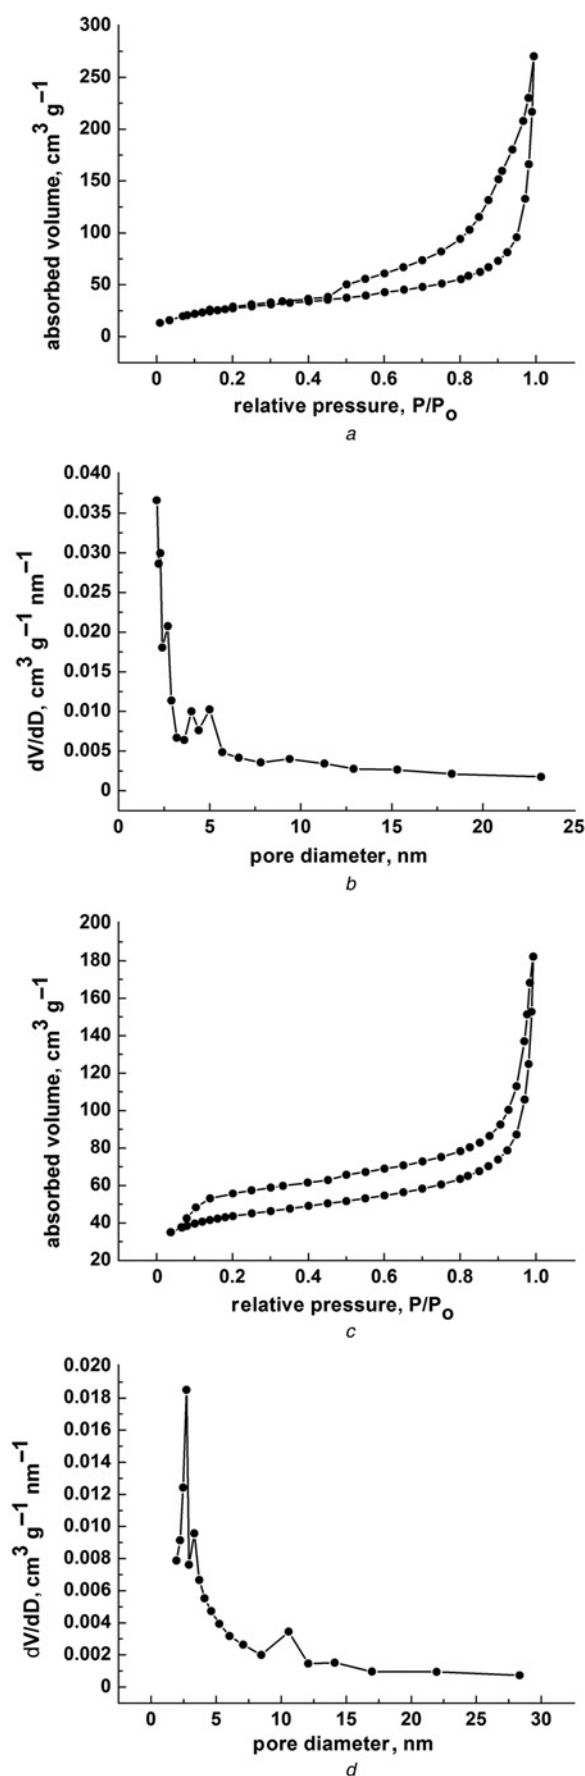 300
250
200
150
100
50
0
absorbed volume, cm³ g⁻¹
0 0.2 0.4 0.6 0.8 1.0
relative pressure, P/Pₒ
a
0.040
0.035
0.030
0.025
0.020
0.015
0.010
0.005
0
dV/dD, cm³ g⁻¹ nm⁻¹
0 5 10 15 20 25
pore diameter, nm
b
200
180
160
140
120
100
80
60
40
20
absorbed volume, cm³ g⁻¹
0 0.2 0.4 0.6 0.8 1.0
relative pressure, P/Pₒ
c
0.020
0.018
0.016
0.014
0.012
0.010
0.008
0.006
0.004
0.002
0
dV/dD, cm³ g⁻¹ nm⁻¹
0 5 10 15 20 25 30
pore diameter, nm
d